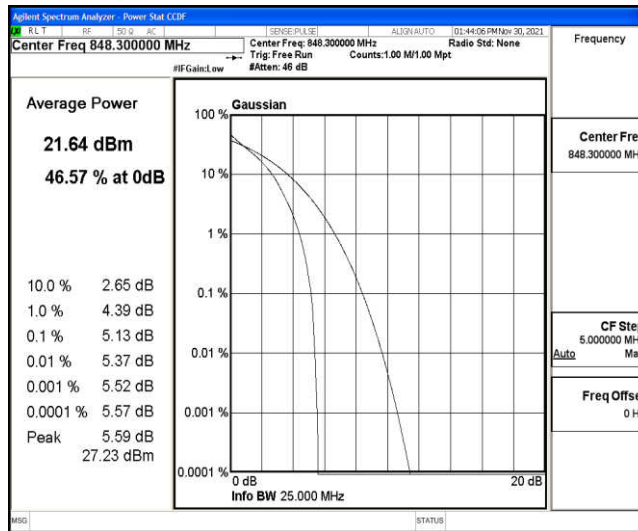 Agilent Spectrum Analyzer - Power Stat CCDF
RLT RF 50 Ω AC SENSE:PULSE ALIGNAUTO 01:44:06 PM Nov 30, 2021
Center Freq 848.300000 MHz
Center Freq: 848.300000 MHz Radio Std: None
Trig: Free Run Counts:1.00 M/1.00 Mpt
#IFGain:Low #Atten: 46 dB
Frequency
Average Power
21.64 dBm
46.57 % at 0dB
10.0 % 2.65 dB
1.0 % 4.39 dB
0.1 % 5.13 dB
0.01 % 5.37 dB
0.001 % 5.52 dB
0.0001 % 5.57 dB
Peak 5.59 dB
27.23 dBm
Gaussian
100 %
10 %
1 %
0.1 %
0.01 %
0.001 %
0.0001 %
0 dB 20 dB
Info BW 25.000 MHz
Center Fre
848.300000 MH
CF Ste
5.000000 MH
Auto Ma
Freq Offse
0 H
MSG STATUS